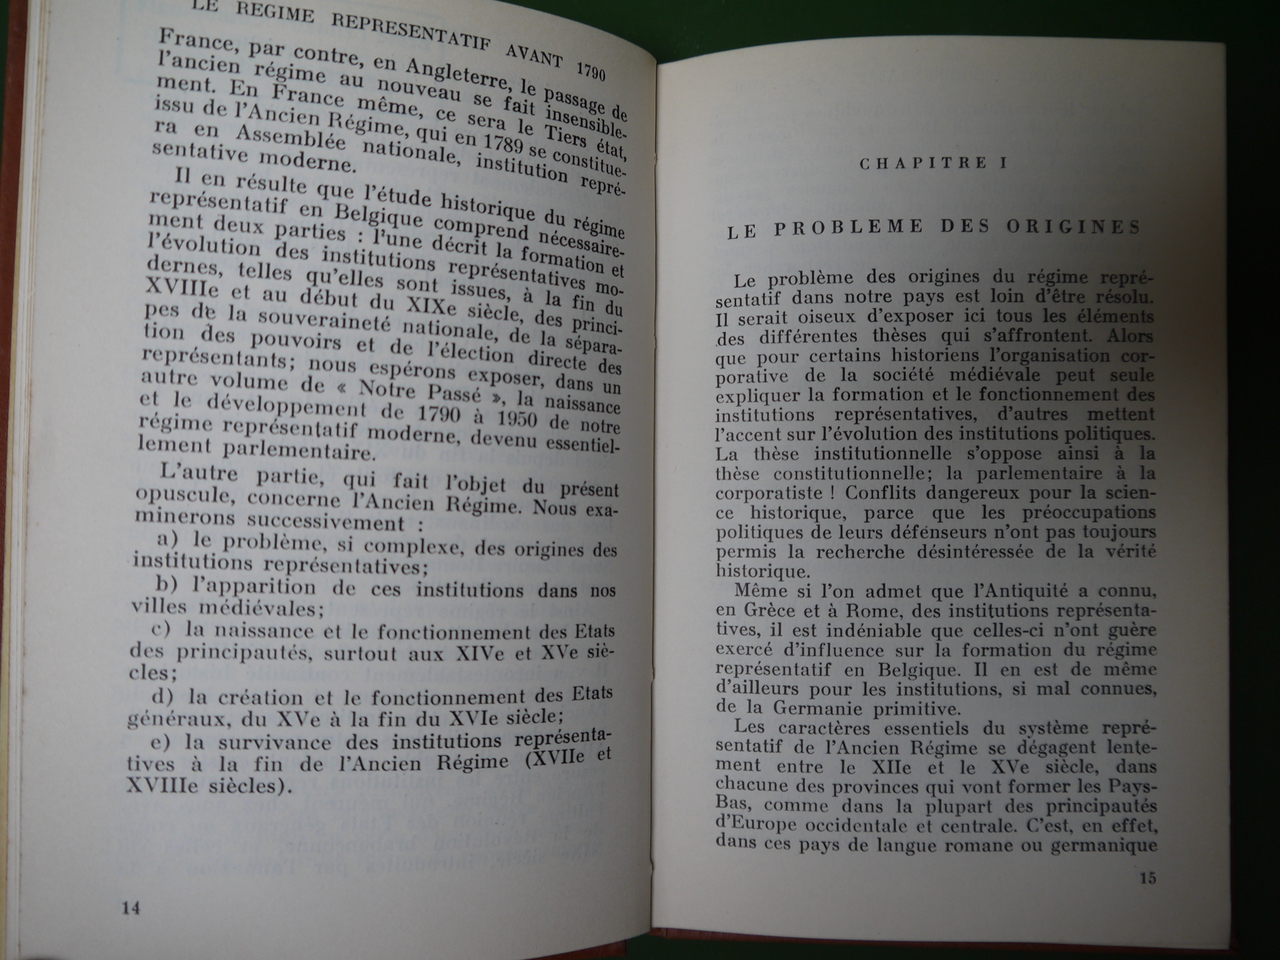 LE REGIME REPRESENTATIF AVANT 1790
France, par contre, en Angleterre, le passage de
l'ancien régime au nouveau se fait insensible-
ment. En France même, ce sera le Tiers état,
issu de l'Ancien Régime, qui en 1789 se constitue-
ra en Assemblée nationale, institution repré-
sentative moderne.
Il en résulte que l'étude historique du régime
représentatif en Belgique comprend nécessaire-
ment deux parties : l'une décrit la formation et
l'évolution des institutions représentatives mo-
dernes, telles qu'elles sont issues, à la fin du
XVIIIe et au début du XIXe siècle, des princi-
pes de la souveraineté nationale, de la sépara-
tion des pouvoirs et de l'élection directe des
représentants; nous espérons exposer, dans un
autre volume de « Notre Passé », la naissance
et le développement de 1790 à 1950 de notre
régime représentatif moderne, devenu essentiel-
lement parlementaire.
L'autre partie, qui fait l'objet du présent
opuscule, concerne l'Ancien Régime. Nous exa-
minerons successivement :
a) le problème, si complexe, des origines des
institutions représentatives;
b) l'apparition de ces institutions dans nos
villes médiévales;
c) la naissance et le fonctionnement des Etats
des principautés, surtout aux XIVe et XVe siè-
cles;
d) la création et le fonctionnement des Etats
généraux, du XVe à la fin du XVIe siècle;
e) la survivance des institutions représenta-
tives à la fin de l'Ancien Régime (XVIIe et
XVIIIe siècles).
14
CHAPITRE I
LE PROBLEME DES ORIGINES
Le problème des origines du régime repré-
sentatif dans notre pays est loin d'être résolu.
Il serait oiseux d'exposer ici tous les éléments
des différentes thèses qui s'affrontent. Alors
que pour certains historiens l'organisation cor-
porative de la société médiévale peut seule
expliquer la formation et le fonctionnement des
institutions représentatives, d'autres mettent
l'accent sur l'évolution des institutions politiques.
La thèse institutionnelle s'oppose ainsi à la
thèse constitutionnelle; la parlementaire à la
corporatiste ! Conflits dangereux pour la scien-
ce historique, parce que les préoccupations
politiques de leurs défenseurs n'ont pas toujours
permis la recherche désintéressée de la vérité
historique.
Même si l'on admet que l'Antiquité a connu,
en Grèce et à Rome, des institutions représenta-
tives, il est indéniable que celles-ci n'ont guère
exercé d'influence sur la formation du régime
représentatif en Belgique. Il en est de même
d'ailleurs pour les institutions, si mal connues,
de la Germanie primitive.
Les caractères essentiels du système repré-
sentatif de l'Ancien Régime se dégagent lente-
ment entre le XIIe et le XVe siècle, dans
chacune des provinces qui vont former les Pays-
Bas, comme dans la plupart des principautés
d'Europe occidentale et centrale. C'est, en effet,
dans ces pays de langue romane ou germanique
15